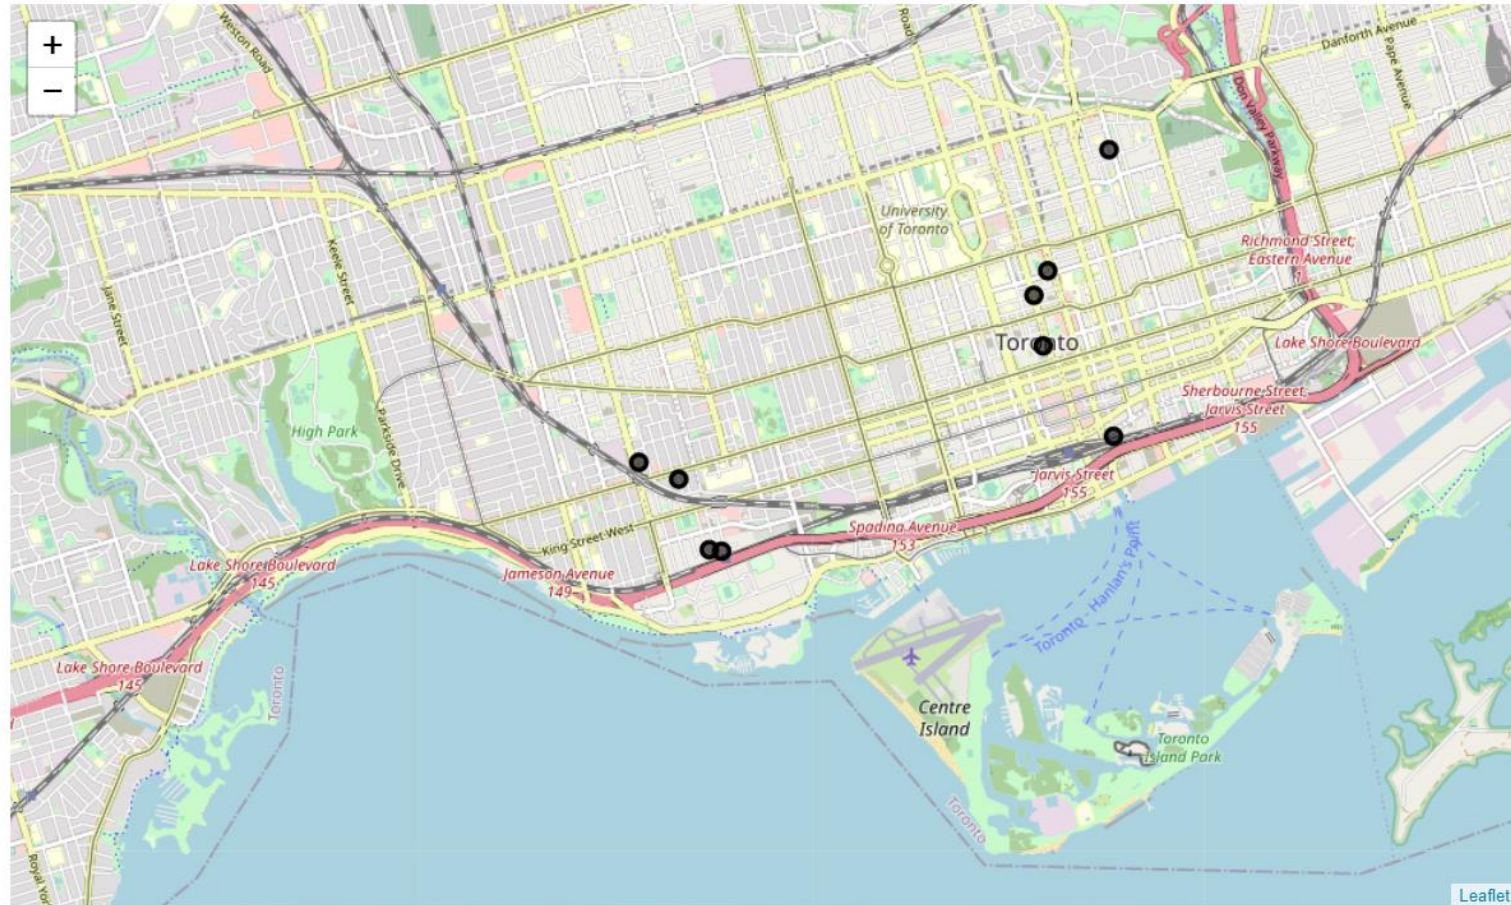 +
−
Weston Road
Road
Danforth Avenue
Pape Avenue
Don Valley Parkway
University
of Toronto
Keele Street
Richmond Street;
Eastern Avenue
1
Jane Street
Toronto
Lake Shore Boulevard
Sherbourne Street,
Jarvis Street
155
High Park
Parkside Drive
Jarvis Street
155
King Street West
Spadina Avenue
153
Lake Shore Boulevard
145
Jameson Avenue
149
Toronto - Hanlan's Point
Lake Shore Boulevard
145
Toronto
Centre
Island
Toronto
Island Park
Toronto
Royal Yor
Leaflet